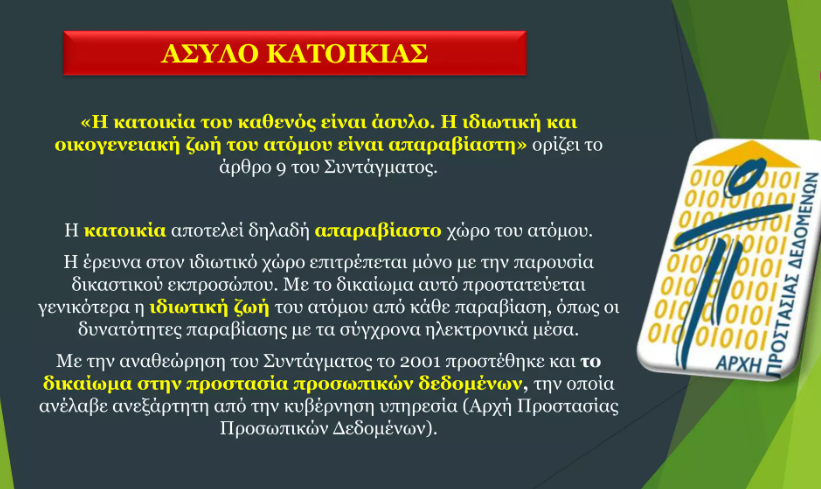 ΑΣΥΛΟ ΚΑΤΟΙΚΙΑΣ
«Η κατοικία του καθενός είναι άσυλο. Η ιδιωτική και
οικογενειακή ζωή του ατόμου είναι απαραβίαστη» ορίζει το
άρθρο 9 του Συντάγματος.
Η κατοικία αποτελεί δηλαδή απαραβίαστο χώρο του ατόμου.
Η έρευνα στον ιδιωτικό χώρο επιτρέπεται μόνο με την παρουσία
δικαστικού εκπροσώπου. Με το δικαίωμα αυτό προστατεύεται
γενικότερα η ιδιωτική ζωή του ατόμου από κάθε παραβίαση, όπως οι
δυνατότητες παραβίασης με τα σύγχρονα ηλεκτρονικά μέσα.
Με την αναθεώρηση του Συντάγματος το 2001 προστέθηκε και το
δικαίωμα στην προστασία προσωπικών δεδομένων, την οποία
ανέλαβε ανεξάρτητη από την κυβέρνηση υπηρεσία (Αρχή Προστασίας
Προσωπικών Δεδομένων).
ΑΡΧΗ
ΠΡΟΣΤΑΣΙΑΣ ΔΕΔΟΜΕΝΩΝ